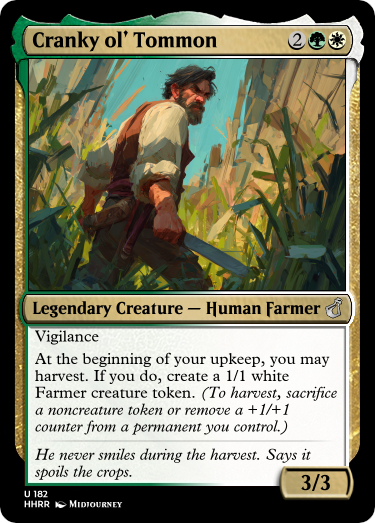 Cranky ol' Tommon 2
Legendary Creature — Human Farmer
Vigilance
At the beginning of your upkeep, you may
harvest. If you do, create a 1/1 white
Farmer creature token. (To harvest, sacrifice
a noncreature token or remove a +1/+1
counter from a permanent you control.)
He never smiles during the harvest. Says it
spoils the crops.
3/3
U 182
HHRR Midjourney